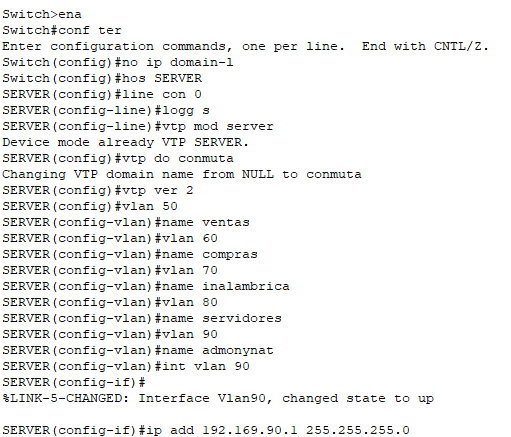 Switch>ena
Switch#conf ter
Enter configuration commands, one per line.  End with CNTL/Z.
Switch(config)#no ip domain-l
Switch(config)#hos SERVER
SERVER(config)#line con 0
SERVER(config-line)#logg s
SERVER(config-line)#vtp mod server
Device mode already VTP SERVER.
SERVER(config)#vtp do conmuta
Changing VTP domain name from NULL to conmuta
SERVER(config)#vtp ver 2
SERVER(config)#vlan 50
SERVER(config-vlan)#name ventas
SERVER(config-vlan)#vlan 60
SERVER(config-vlan)#name compras
SERVER(config-vlan)#vlan 70
SERVER(config-vlan)#name inalambrica
SERVER(config-vlan)#vlan 80
SERVER(config-vlan)#name servidores
SERVER(config-vlan)#vlan 90
SERVER(config-vlan)#name admonynat
SERVER(config-vlan)#int vlan 90
SERVER(config-if)#
%LINK-5-CHANGED: Interface Vlan90, changed state to up
SERVER(config-if)#ip add 192.169.90.1 255.255.255.0